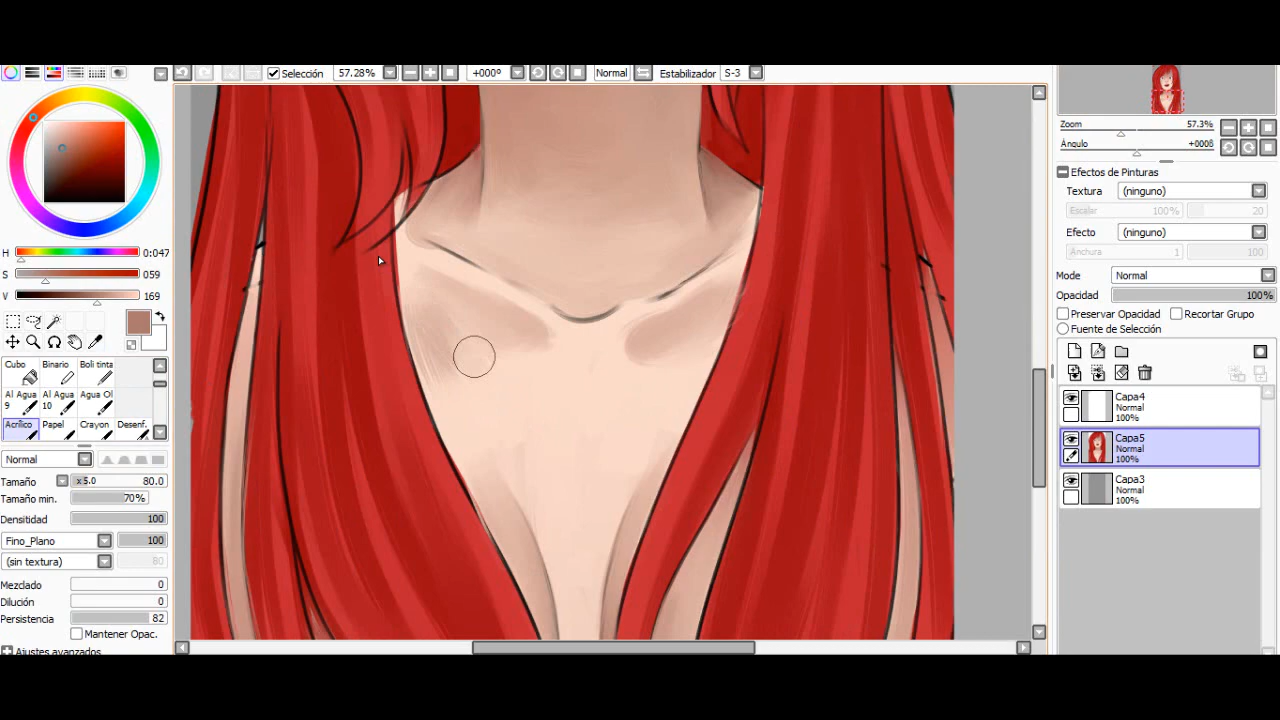 Selección 57.28% +000º Normal Estabilizador S-3
H 0:047
S 059
V 169
Cubo Binario Boli tinta
Al Agua 9 Al Agua 10 Agua Ol
Acrílico Papel Crayon Desenf.
Normal
Tamaño x 5.0 80.0
Tamaño min. 70%
Densitidad 100
Fino_Plano 100
(sin textura) 80
Mezclado 0
Dilución 0
Persistencia 82
Mantener Opac.
Ajustes avanzados
Zoom 57.3%
Ángulo +0008
Efectos de Pinturas
Textura (ninguno)
Escalar 100% 20
Efecto (ninguno)
Anchura 1 100
Mode Normal
Opacidad 100%
Preservar Opacidad Recortar Grupo
Fuente de Selección
Capa4
Normal
100%
Capa5
Normal
100%
Capa3
Normal
100%